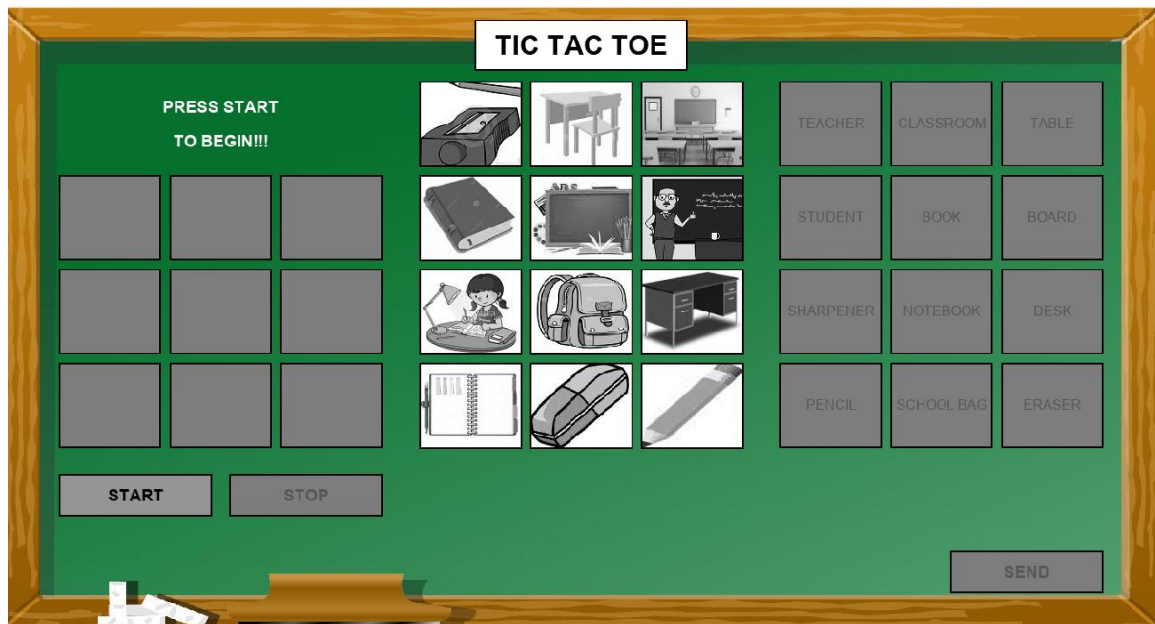 TIC TAC TOE
PRESS START
TO BEGIN!!!
TEACHER CLASSROOM TABLE
STUDENT BOOK BOARD
SHARPENER NOTEBOOK DESK
PENCIL SCHOOL BAG ERASER
START STOP
SEND